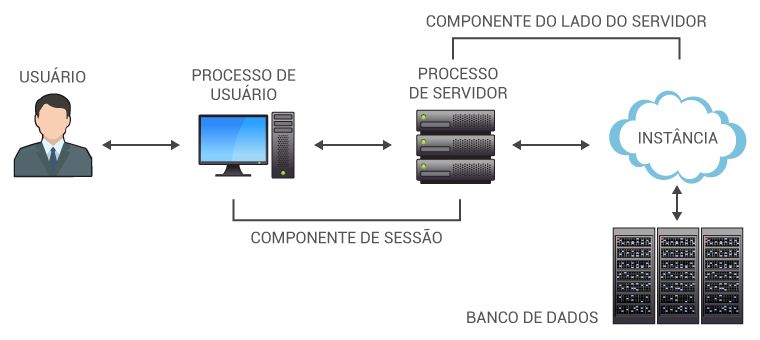 COMPONENTE DO LADO DO SERVIDOR
USUÁRIO
PROCESSO DE
USUÁRIO
PROCESSO
DE SERVIDOR
INSTÂNCIA
COMPONENTE DE SESSÃO
BANCO DE DADOS